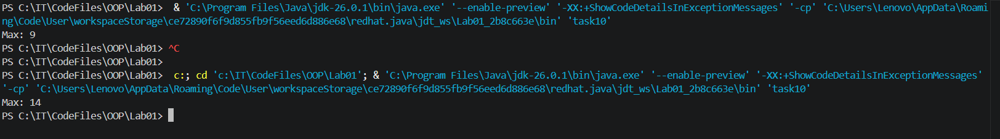 PS C:\IT\CodeFiles\OOP\Lab01>  & 'C:\Program Files\Java\jdk-26.0.1\bin\java.exe' '--enable-preview' '-XX:+ShowCodeDetailsInExceptionMessages' '-cp' 'C:\Users\Lenovo\AppData\Roami
ng\Code\User\workspaceStorage\ce72890f6f9d855fb9f56eed6d886e68\redhat.java\jdt_ws\Lab01_2b8c663e\bin' 'task10'
Max: 9
PS C:\IT\CodeFiles\OOP\Lab01> ^C
PS C:\IT\CodeFiles\OOP\Lab01>
PS C:\IT\CodeFiles\OOP\Lab01>  c:; cd 'c:\IT\CodeFiles\OOP\Lab01'; & 'C:\Program Files\Java\jdk-26.0.1\bin\java.exe' '--enable-preview' '-XX:+ShowCodeDetailsInExceptionMessages'
'-cp' 'C:\Users\Lenovo\AppData\Roaming\Code\User\workspaceStorage\ce72890f6f9d855fb9f56eed6d886e68\redhat.java\jdt_ws\Lab01_2b8c663e\bin' 'task10'
Max: 14
PS C:\IT\CodeFiles\OOP\Lab01>